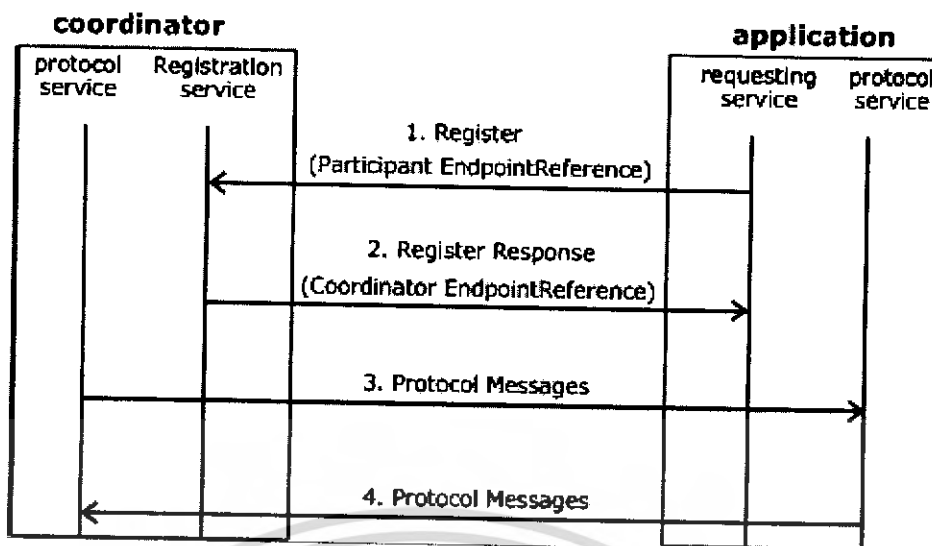 coordinator
application
protocol
service
Registration
service
requesting
service
protocol
service
1. Register
(Participant EndpointReference)
2. Register Response
(Coordinator EndpointReference)
3. Protocol Messages
4. Protocol Messages